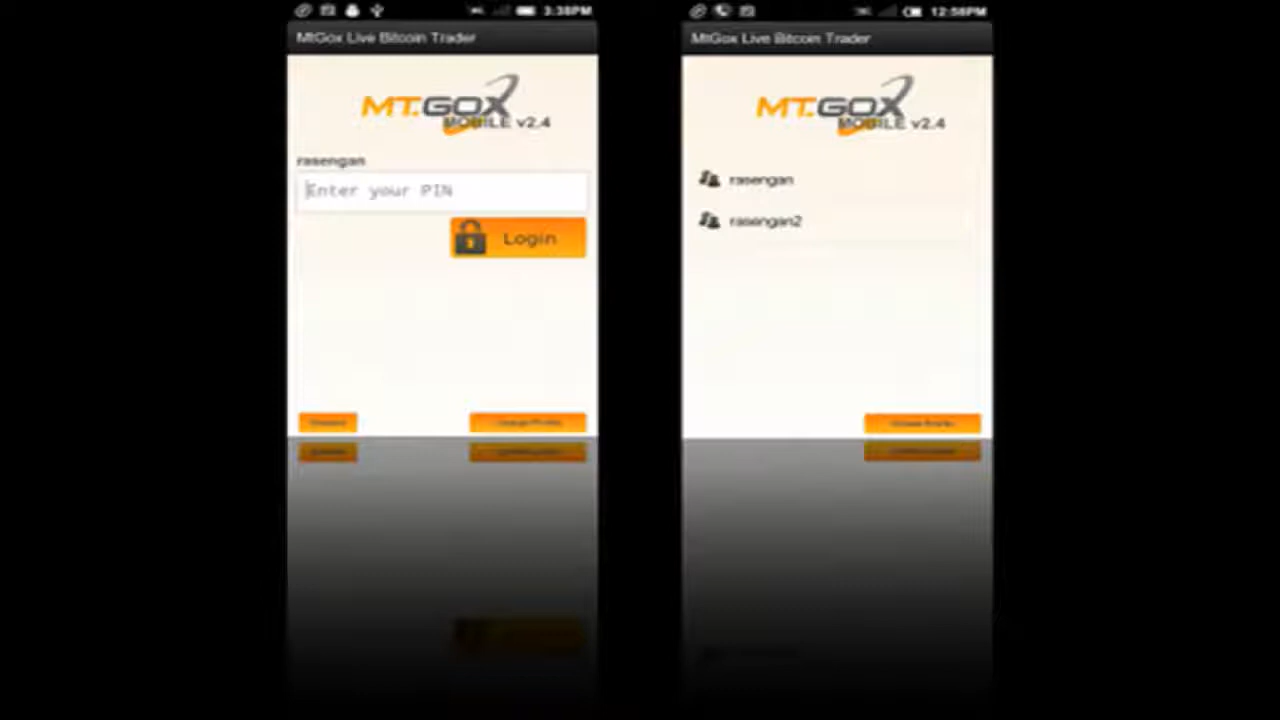 3:38PM
MtGox Live Bitcoin Trader
MT.GOX
MOBILE v2.4
rasengan
Enter your PIN
Login
12:58PM
MtGox Live Bitcoin Trader
MT.GOX
MOBILE v2.4
rasengan
rasengan2